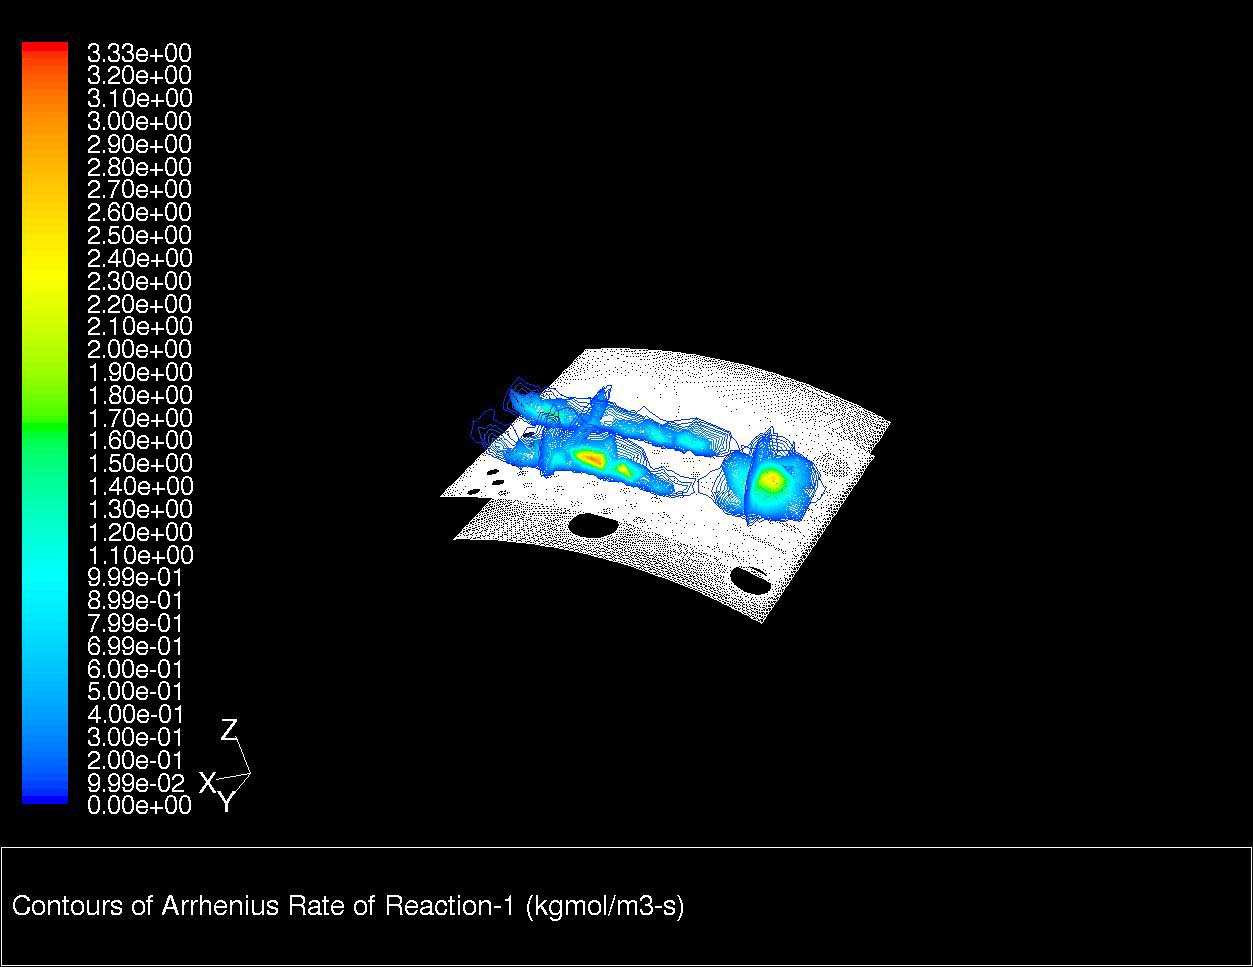 3.33e+00
3.20e+00
3.10e+00
3.00e+00
2.90e+00
2.80e+00
2.70e+00
2.60e+00
2.50e+00
2.40e+00
2.30e+00
2.20e+00
2.10e+00
2.00e+00
1.90e+00
1.80e+00
1.70e+00
1.60e+00
1.50e+00
1.40e+00
1.30e+00
1.20e+00
1.10e+00
9.99e-01
8.99e-01
7.99e-01
6.99e-01
6.00e-01
5.00e-01
4.00e-01
3.00e-01
2.00e-01
9.99e-02
0.00e+00
Z
X
Y
Contours of Arrhenius Rate of Reaction-1 (kgmol/m3-s)